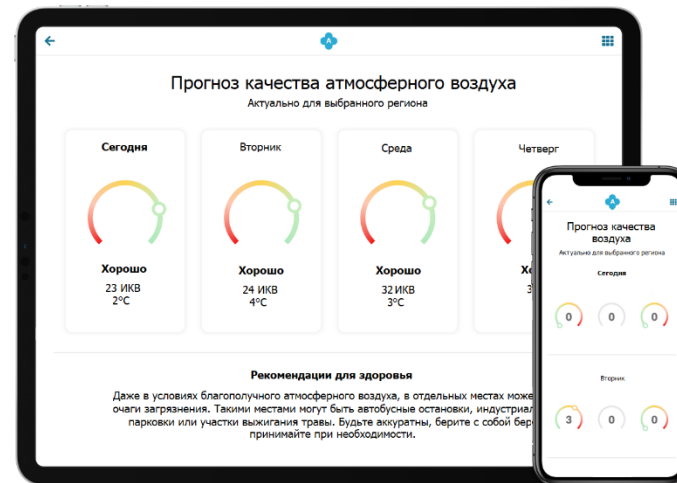 A
Прогноз качества атмосферного воздуха
Актуально для выбранного региона
Сегодня
Вторник
Среда
Четверг
Хорошо
Хорошо
Хорошо
23 ИКВ
24 ИКВ
32 ИКВ
2°C
4°C
3°C
Рекомендации для здоровья
Даже в условиях благополучного атмосферного воздуха, в отдельных местах може
очаги загрязнения. Такими местами могут быть автобусные остановки, индустриал
парковки или участки выжигания травы. Будьте аккуратны, берите с собой бер
принимайте при необходимости.
A
Прогноз качества
воздуха
Актуально для выбранного региона
Сегодня
0 0 0
Вторник
3 0 0